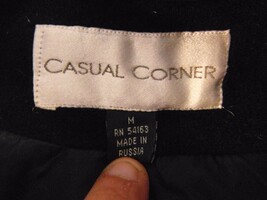 CASUAL CORNER
M
RN 54163
MADE IN
RUSSIA